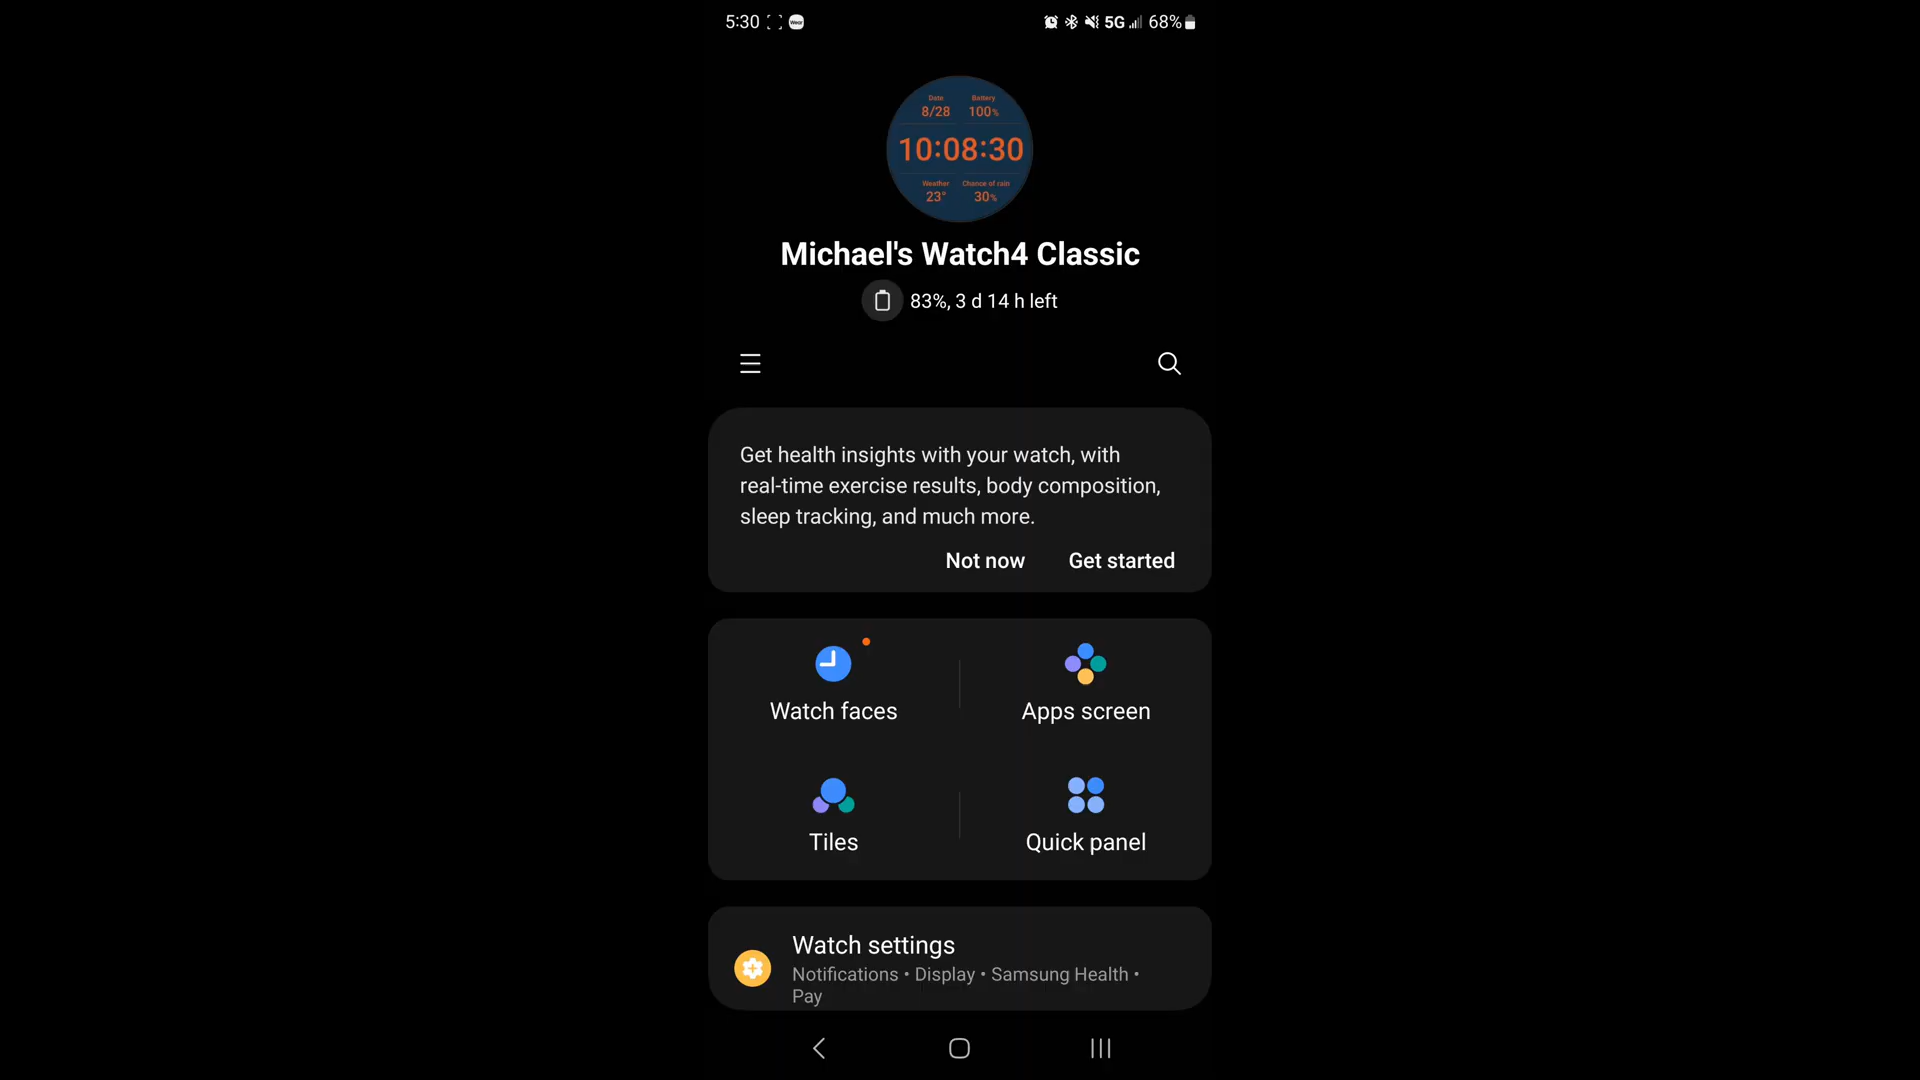 5:30
5G 68%
Date Battery
8/28 100%
10:08:30
Weather Chance of rain
23° 30%
Michael's Watch4 Classic
83%, 3 d 14 h left
Get health insights with your watch, with
real-time exercise results, body composition,
sleep tracking, and much more.
Not now Get started
Watch faces Apps screen
Tiles Quick panel
Watch settings
Notifications • Display • Samsung Health •
Pay